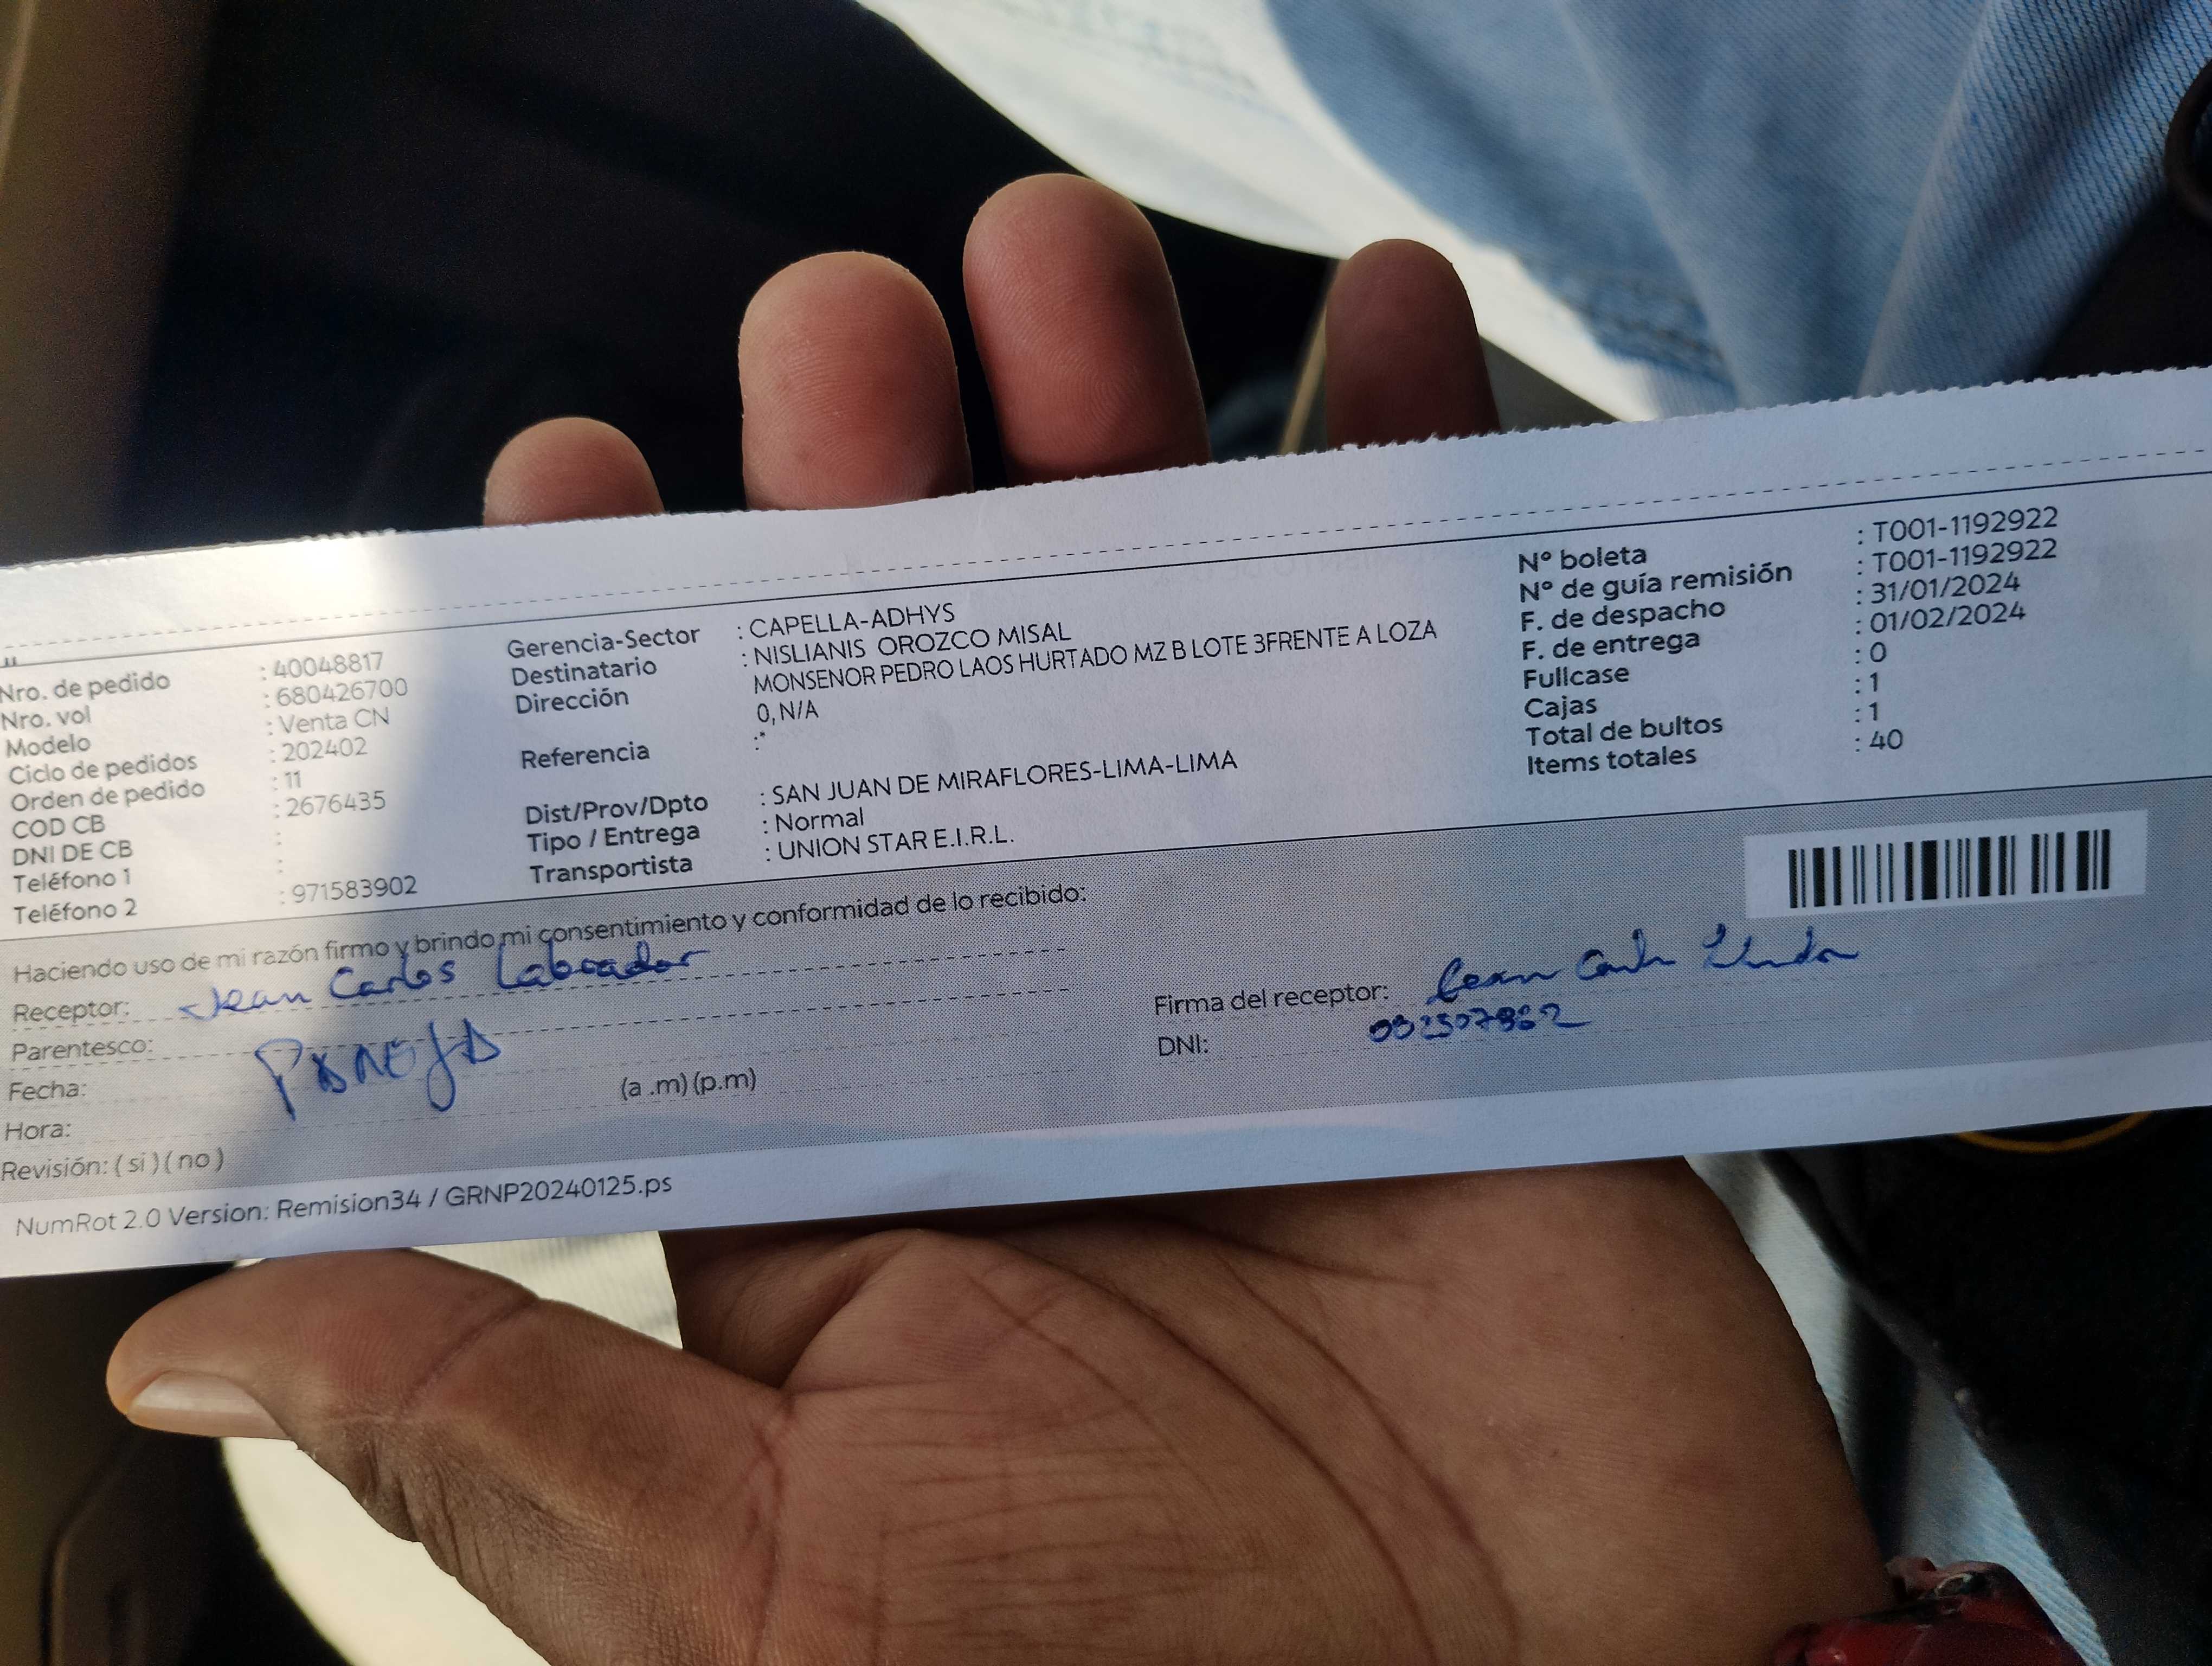 Nro. de pedido : 40048817
Nro. vol : 680426700
Modelo : Venta CN
Ciclo de pedidos : 202402
Orden de pedido : 11
COD CB : 2676435
DNI DE CB :
Teléfono 1 :
Teléfono 2 : 971583902
Gerencia-Sector : CAPELLA-ADHYS
Destinatario : NISLIANIS OROZCO MISAL
Dirección MONSENOR PEDRO LAOS HURTADO MZ B LOTE 3FRENTE A LOZA
0, N/A
Referencia :*
Dist/Prov/Dpto : SAN JUAN DE MIRAFLORES-LIMA-LIMA
Tipo / Entrega : Normal
Transportista : UNION STAR E.I.R.L.
Nº boleta : T001-1192922
Nº de guía remisión : T001-1192922
F. de despacho : 31/01/2024
F. de entrega : 01/02/2024
Fullcase : 0
Cajas : 1
Total de bultos : 1
Items totales : 40
Haciendo uso de mi razón firmo y brindo mi consentimiento y conformidad de lo recibido:
Receptor: Jean Carlos Labrador
Parentesco:
Fecha:
Hora: (a .m) (p.m)
Revisión: ( si ) ( no )
Firma del receptor:
DNI:
NumRot 2.0 Version: Remision34 / GRNP20240125.ps